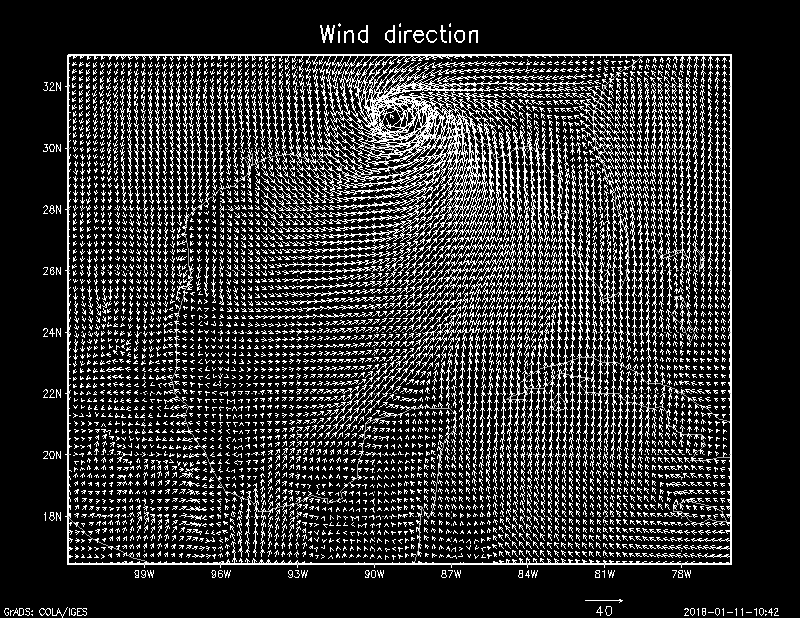 Wind direction
32N
30N
28N
26N
24N
22N
20N
18N
99W 96W 93W 90W 87W 84W 81W 78W
40
GrADS: COLA/IGES 2018-01-11-10:42